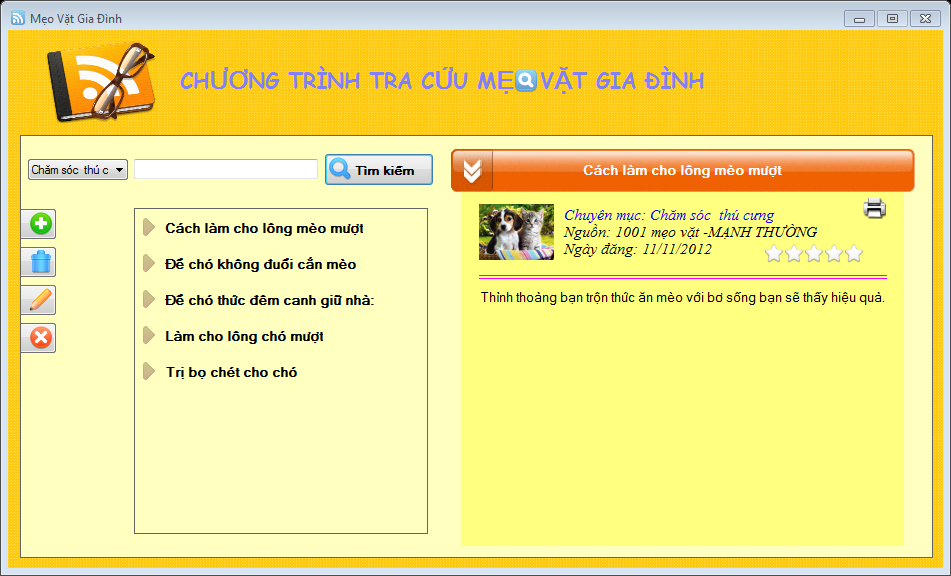 Mẹo Vặt Gia Đình
CHƯƠNG TRÌNH TRA CỨU MẸO VẶT GIA ĐÌNH
Chăm sóc thú c
Tìm kiếm
Cách làm cho lông mèo mượt
Để chó không đuổi cắn mèo
Để chó thức đêm canh giữ nhà:
Làm cho lông chó mượt
Trị bọ chét cho chó
Cách làm cho lông mèo mượt
Chuyên mục: Chăm sóc thú cưng
Nguồn: 1001 mẹo vặt -MẠNH THƯỜNG
Ngày đăng: 11/11/2012
Thỉnh thoảng bạn trộn thức ăn mèo với bơ sống bạn sẽ thấy hiệu quả.